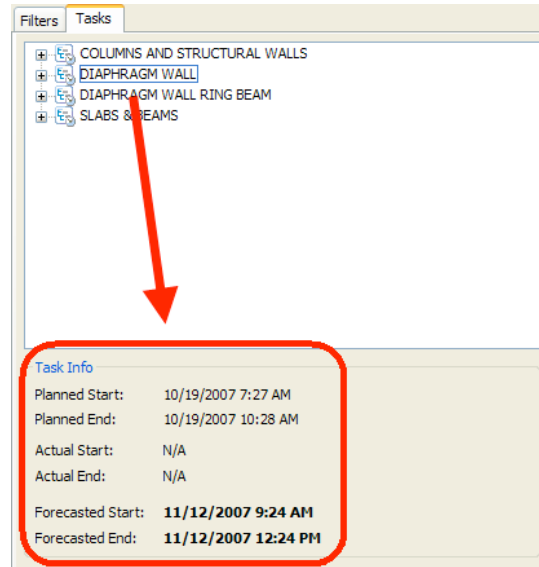 Filters Tasks
COLUMNS AND STRUCTURAL WALLS
DIAPHRAGM WALL
DIAPHRAGM WALL RING BEAM
SLABS & BEAMS
Task Info
Planned Start: 10/19/2007 7:27 AM
Planned End: 10/19/2007 10:28 AM
Actual Start: N/A
Actual End: N/A
Forecasted Start: 11/12/2007 9:24 AM
Forecasted End: 11/12/2007 12:24 PM